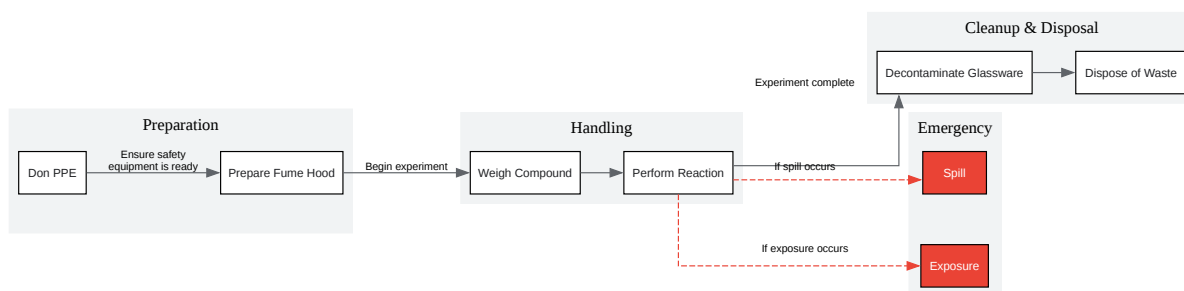 Cleanup & Disposal
Decontaminate Glassware
Dispose of Waste
Experiment complete
Preparation
Handling
Emergency
Ensure safety
equipment is ready
Don PPE
Prepare Fume Hood
Begin experiment
Weigh Compound
Perform Reaction
If spill occurs
Spill
If exposure occurs
Exposure